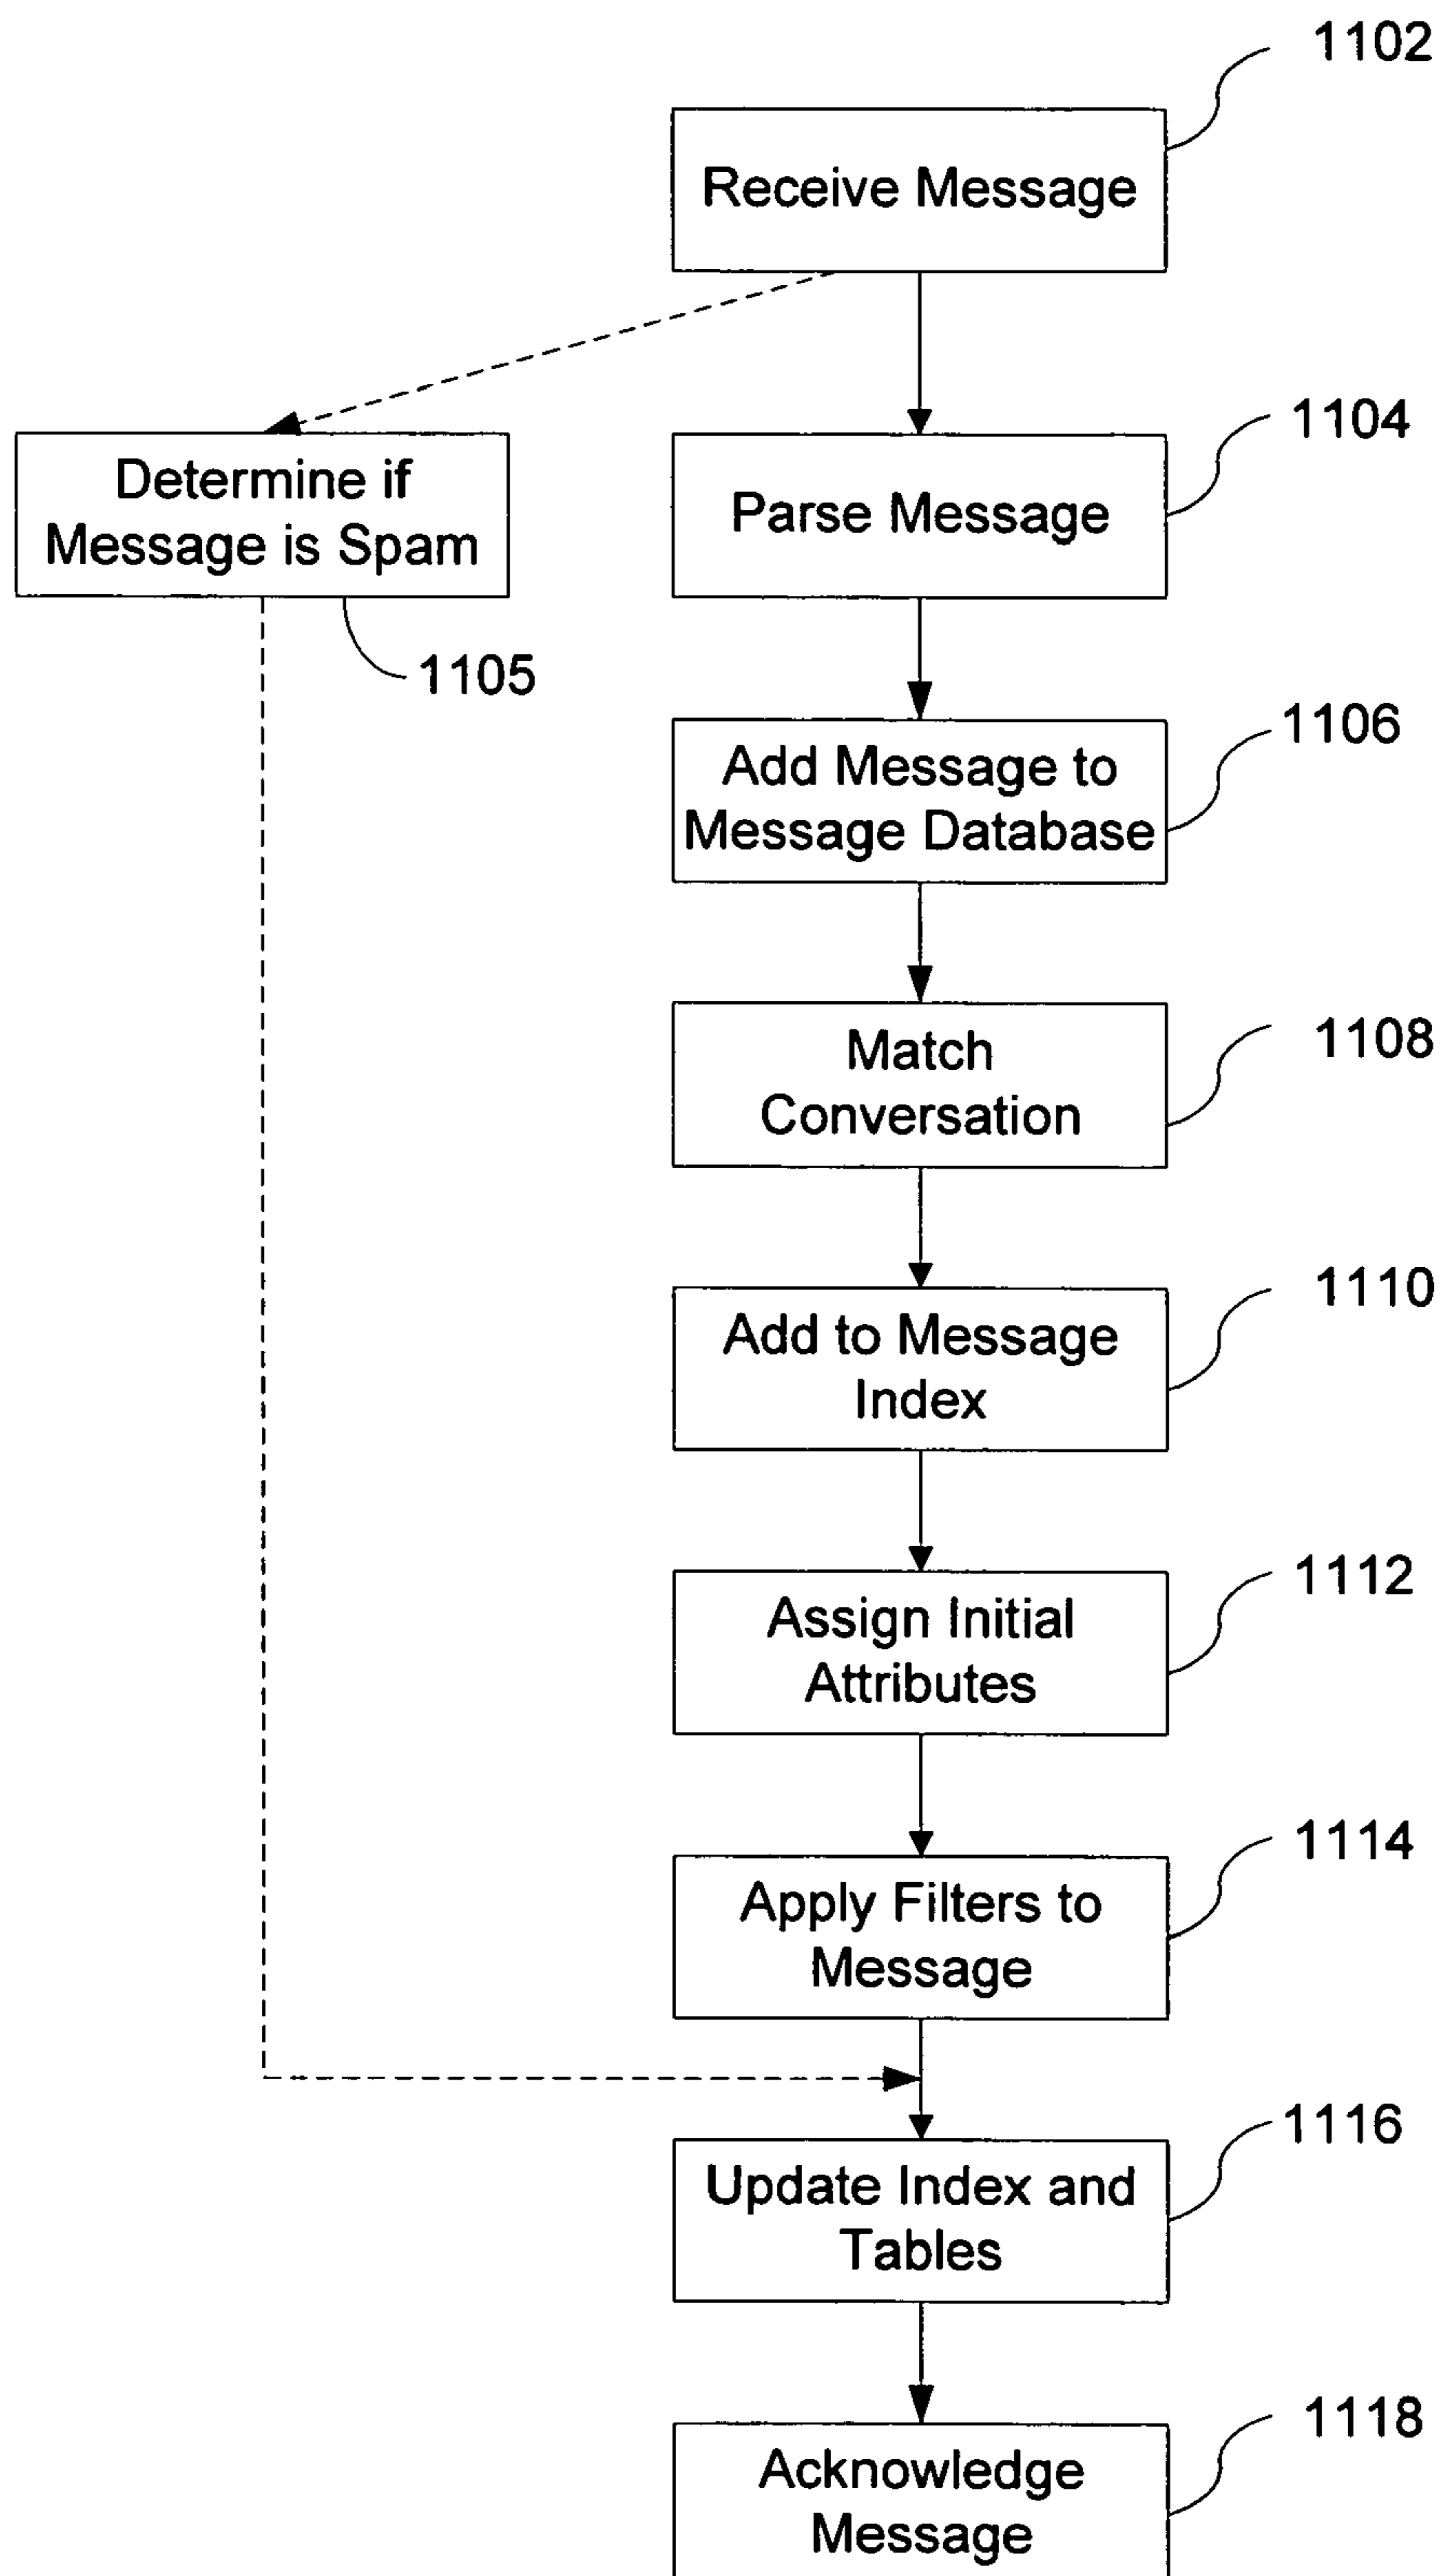 1102
Receive Message
1104
Determine if
Message is Spam
Parse Message
1105
1106
Add Message to
Message Database
1108
Match
Conversation
1110
Add to Message
Index
1112
Assign Initial
Attributes
1114
Apply Filters to
Message
1116
Update Index and
Tables
1118
Acknowledge
Message